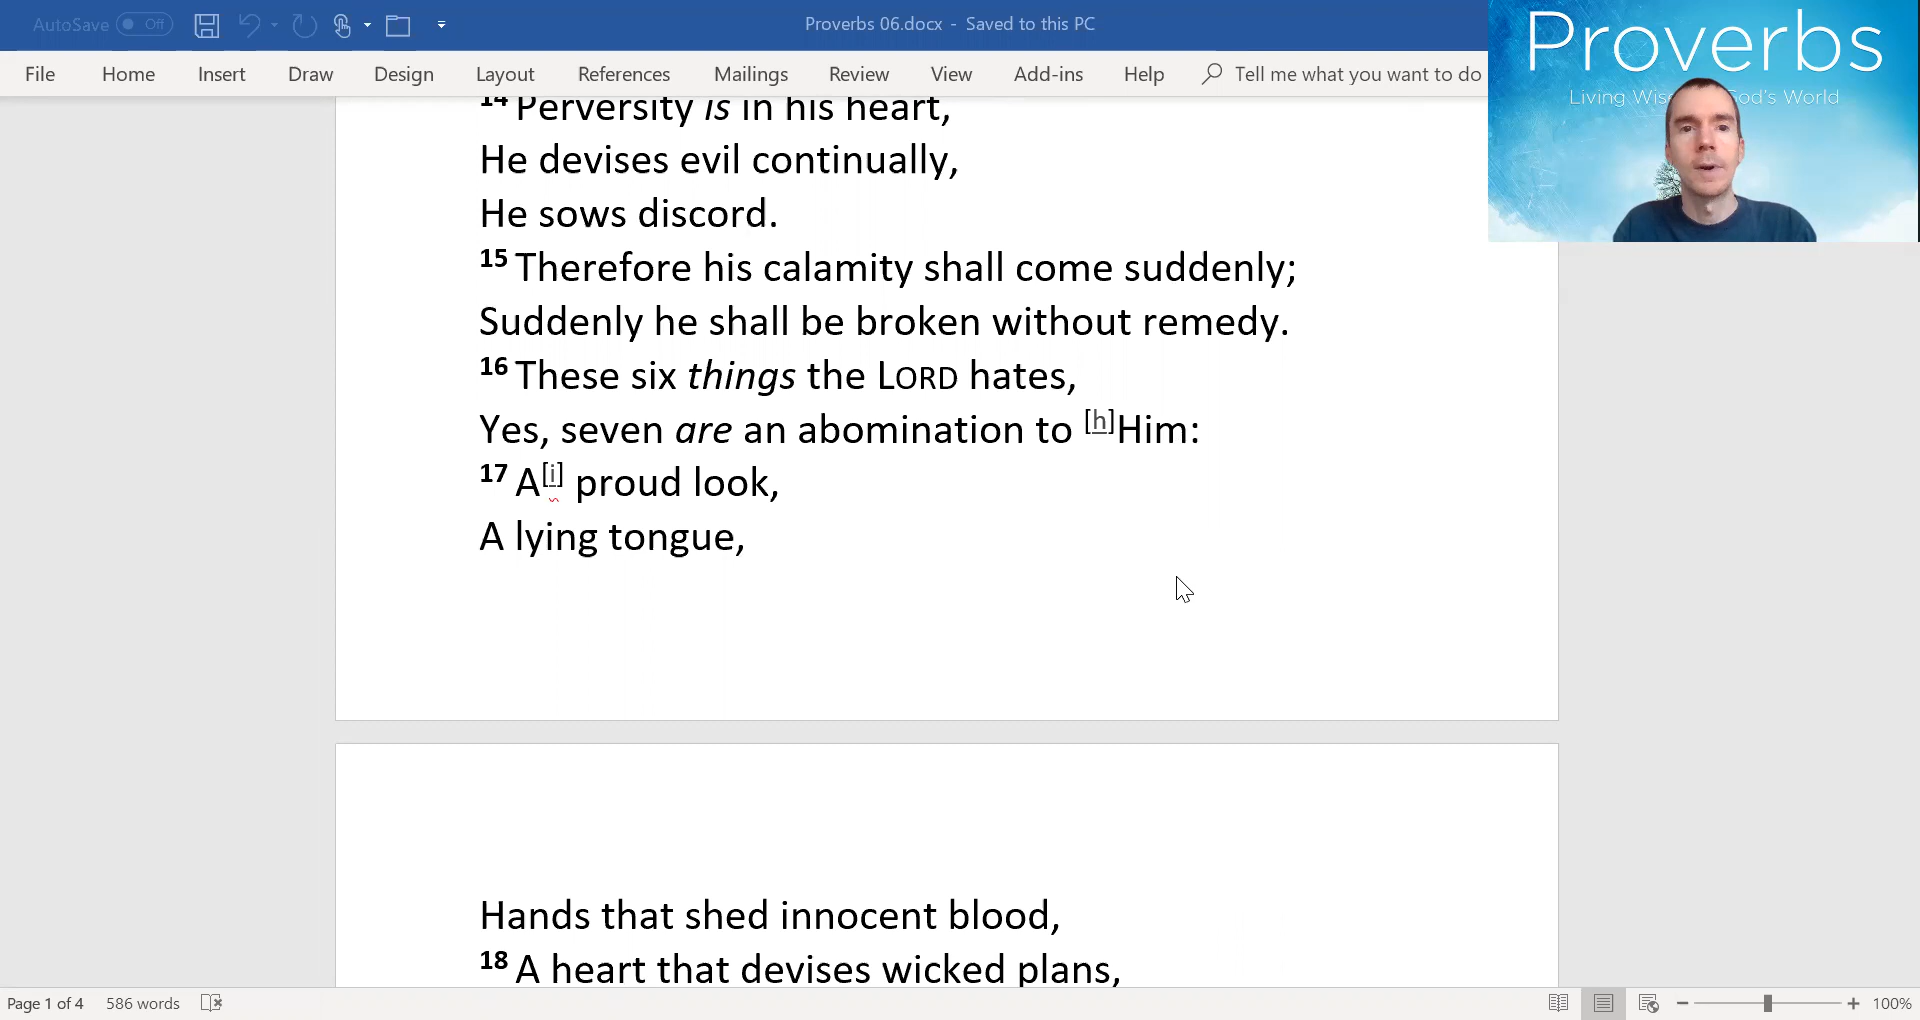 AutoSave Off
Proverbs 06.docx - Saved to this PC
File Home Insert Draw Design Layout References Mailings Review View Add-ins Help Tell me what you want to do
Proverbs
Living Wise God's World
14 Perversity is in his heart,
He devises evil continually,
He sows discord.
15 Therefore his calamity shall come suddenly;
Suddenly he shall be broken without remedy.
16 These six things the LORD hates,
Yes, seven are an abomination to [h]Him:
17 A[i] proud look,
A lying tongue,
Hands that shed innocent blood,
18 A heart that devises wicked plans,
Page 1 of 4 586 words 100%